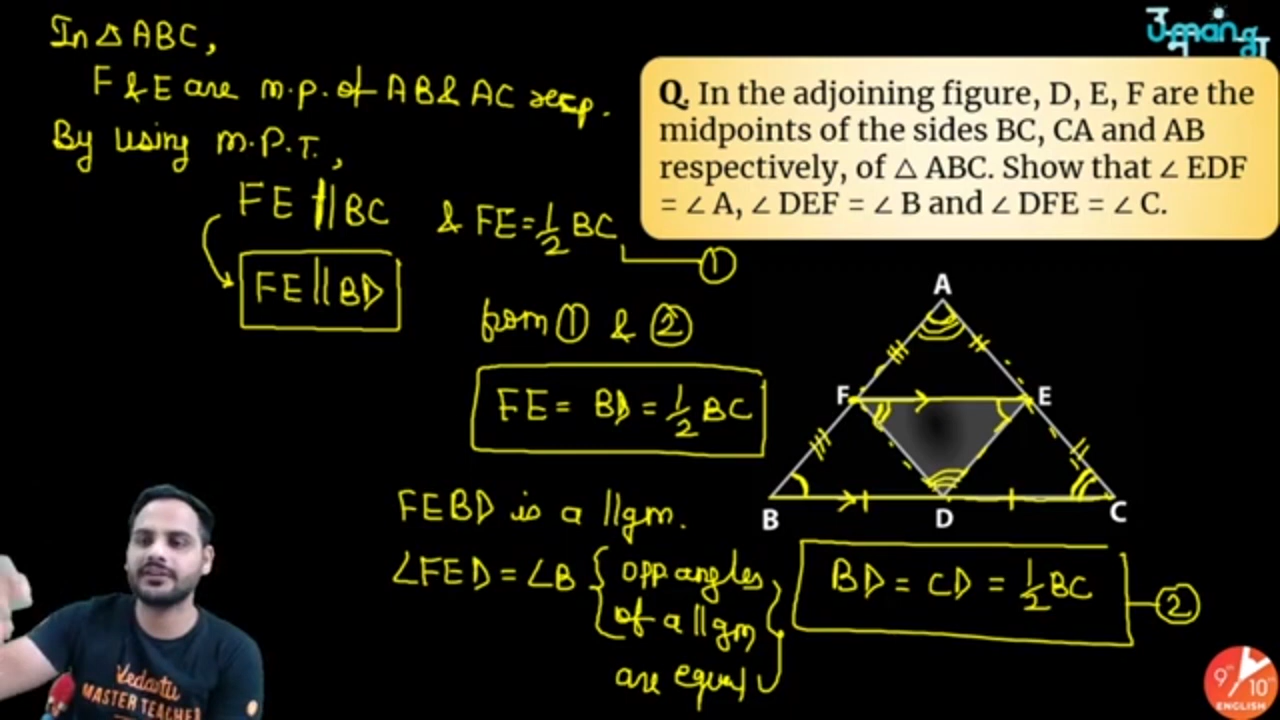 In △ ABC,
F & E are m.p. of AB & AC resp.
By using M.P.T.,
FE || BC & FE = 1/2 BC
①
FE || BD
from ① & ②
FE = BD = 1/2 BC
FEBD is a ||gm.
∠FED = ∠B { opp. angles
of a ||gm
are equal }
उमंग
Q. In the adjoining figure, D, E, F are the
midpoints of the sides BC, CA and AB
respectively, of △ ABC. Show that ∠ EDF
= ∠ A, ∠ DEF = ∠ B and ∠ DFE = ∠ C.
A
F E
B D C
BD = CD = 1/2 BC
②
Vedantu
MASTER TEACHER
9th 10th
ENGLISH